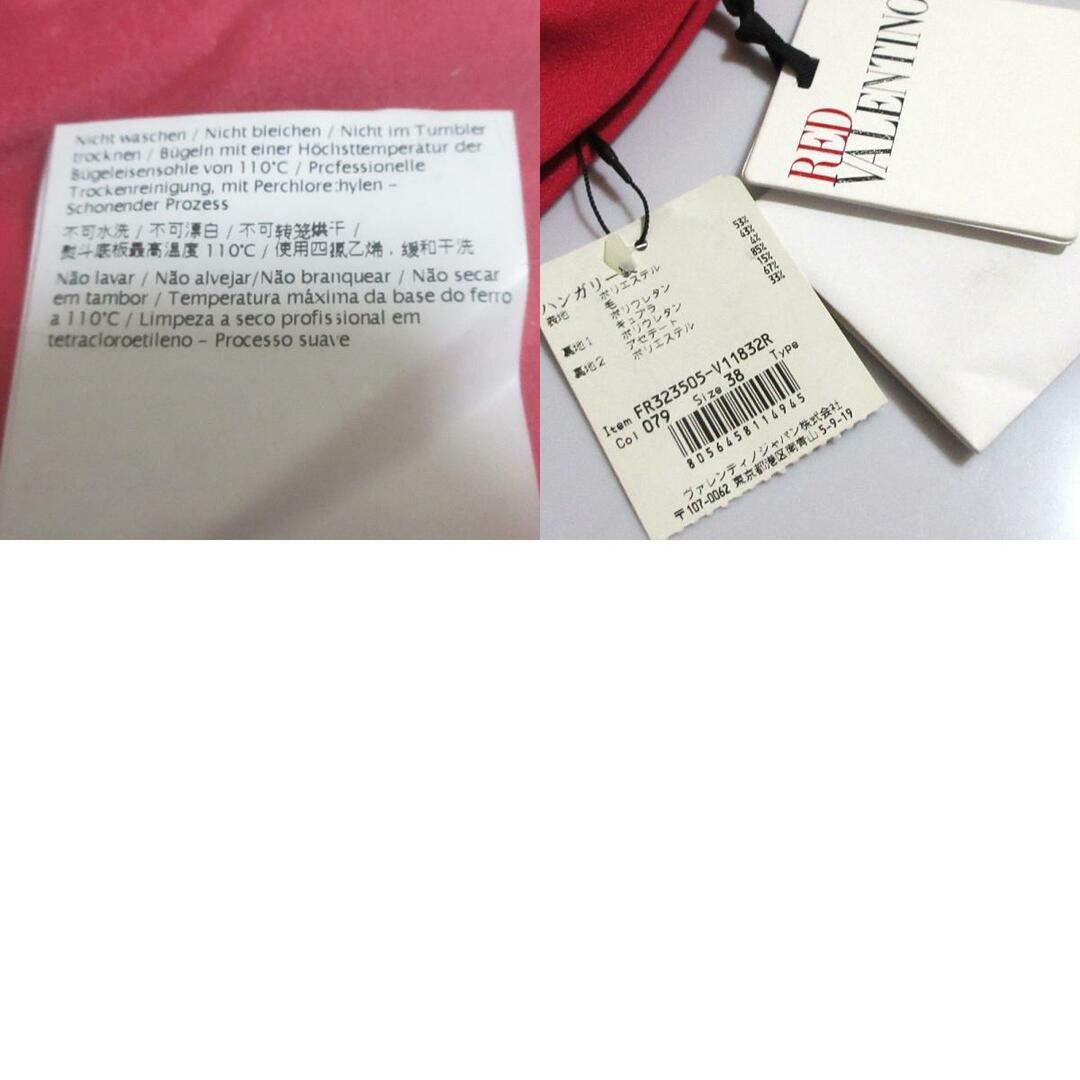 Nicht waschen / Nicht bleichen / Nicht im Tumbler
trocknen / Bügeln mit einer Höchsttemperatur der
Bügeleisensohle von 110°C / Professionelle
Trockenreinigung, mit Perchlorethylen –
Schonender Prozess
不可水洗 / 不可漂白 / 不可转笼烘干 /
熨斗底板最高温度 110°C / 使用四氯乙烯，缓和干洗
Não lavar / Não alvejar/Não branquear / Não secar
em tambor / Temperatura máxima da base do ferro
a 110°C / Limpeza a seco profissional em
tetracloroetileno – Processo suave
RED
VALENTINO
ハンガリー
表地 ポリエステル 53%
毛 43%
ポリウレタン 4%
裏地1 キュプラ 85%
ポリウレタン 15%
裏地2 アセテート 67%
ポリエステル 33%
Item FR323505-V11832R
Col 079 Size 38 Type
8056458114945
ヴァレンティノジャパン株式会社
〒107-0062 東京都港区南青山 5-9-19